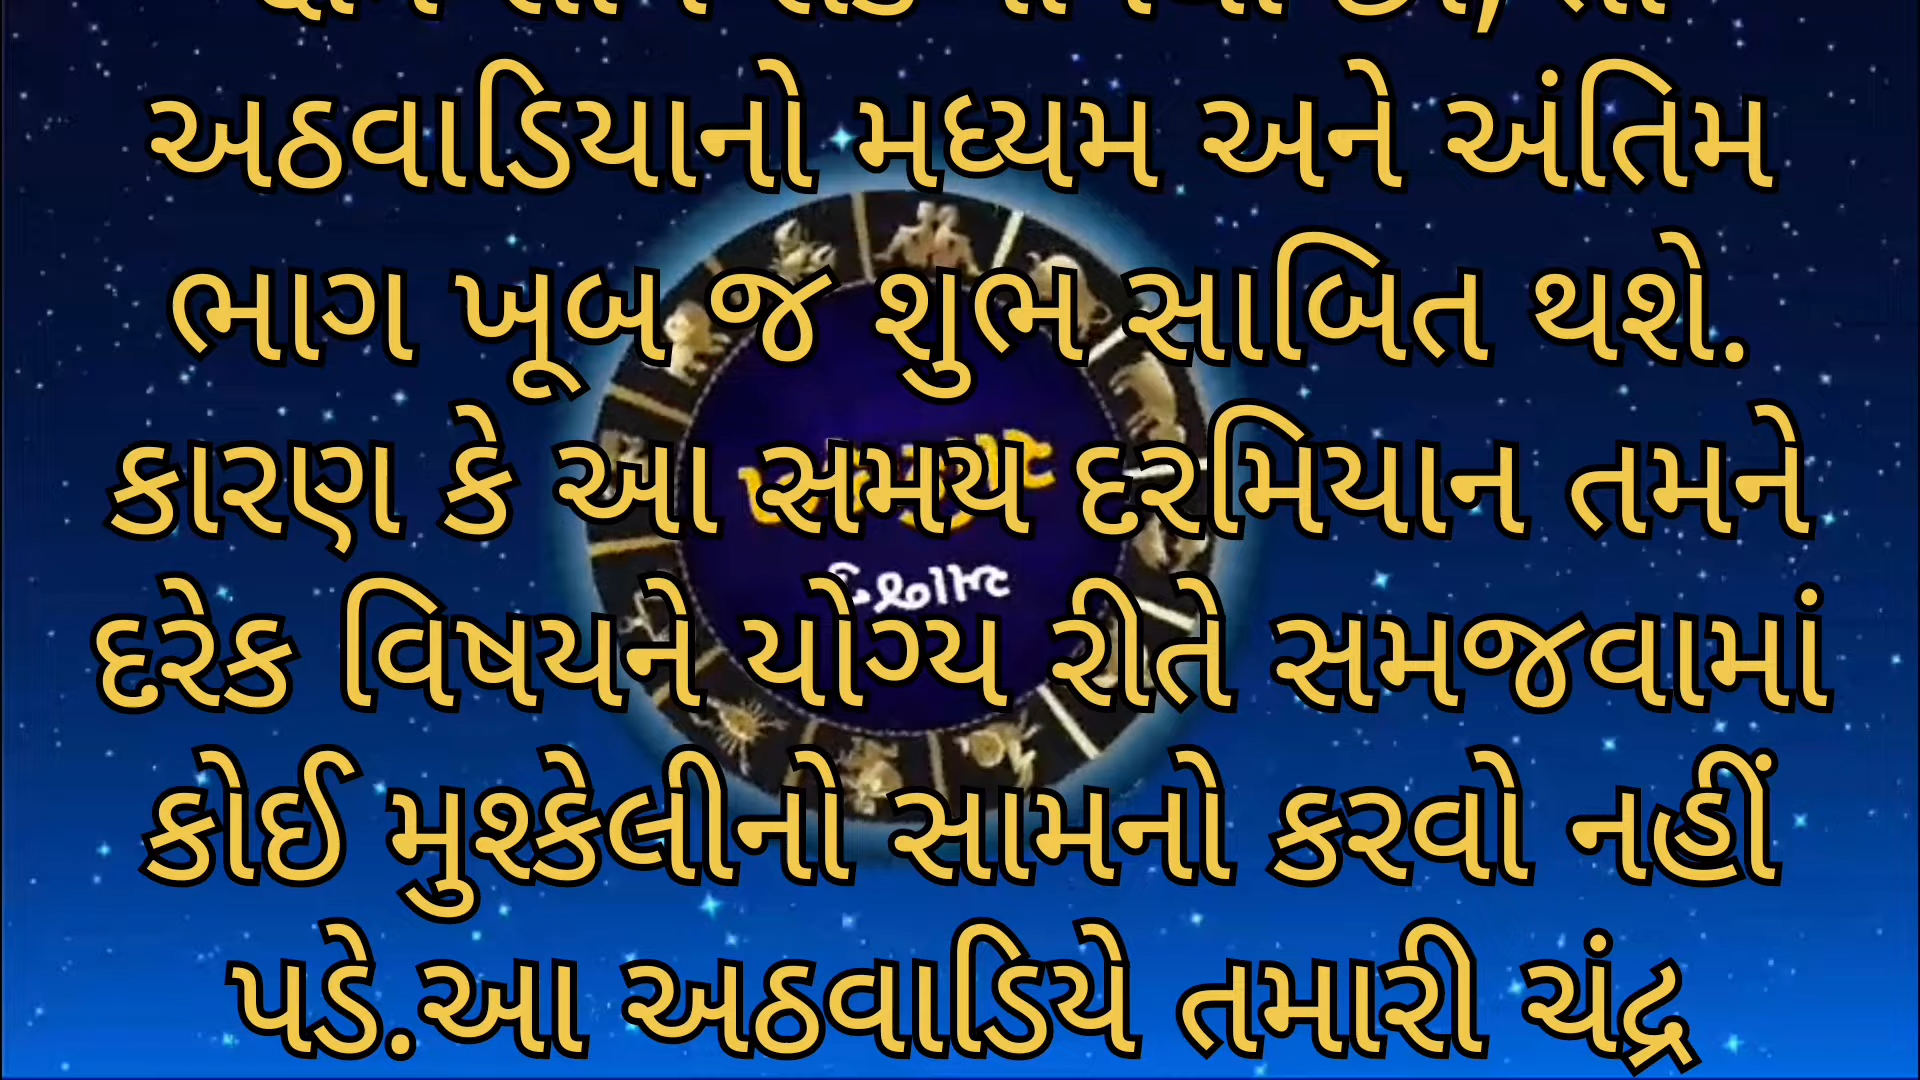 અઠવાડિયાનો મધ્યમ અને અંતિમ
ભાગ ખૂબ જ શુભ સાબિત થશે.
કારણ કે આ સમય દરમિયાન તમને
દરેક વિષયને યોગ્ય રીતે સમજવામાં
કોઈ મુશ્કેલીનો સામનો કરવો નહીં
પડે.આ અઠવાડિયે તમારી ચંદ્ર